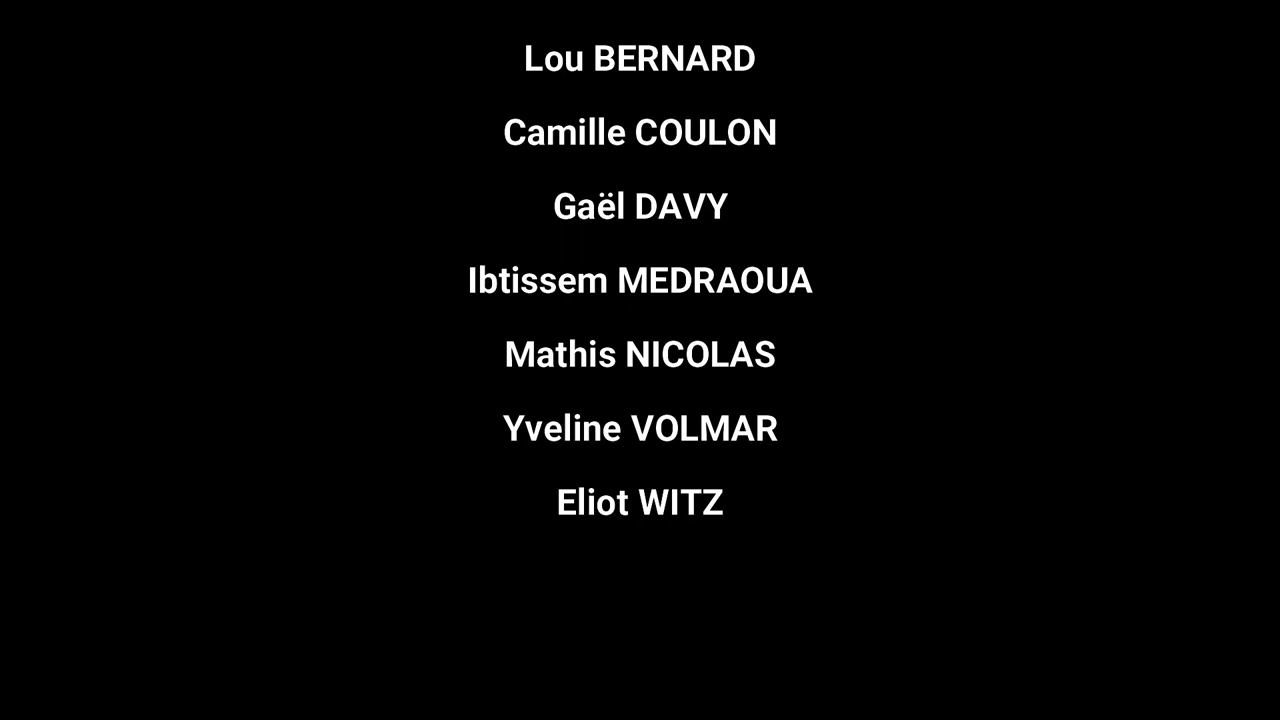 Lou BERNARD
Camille COULON
Gaël DAVY
Ibtissem MEDRAOUA
Mathis NICOLAS
Yveline VOLMAR
Eliot WITZ